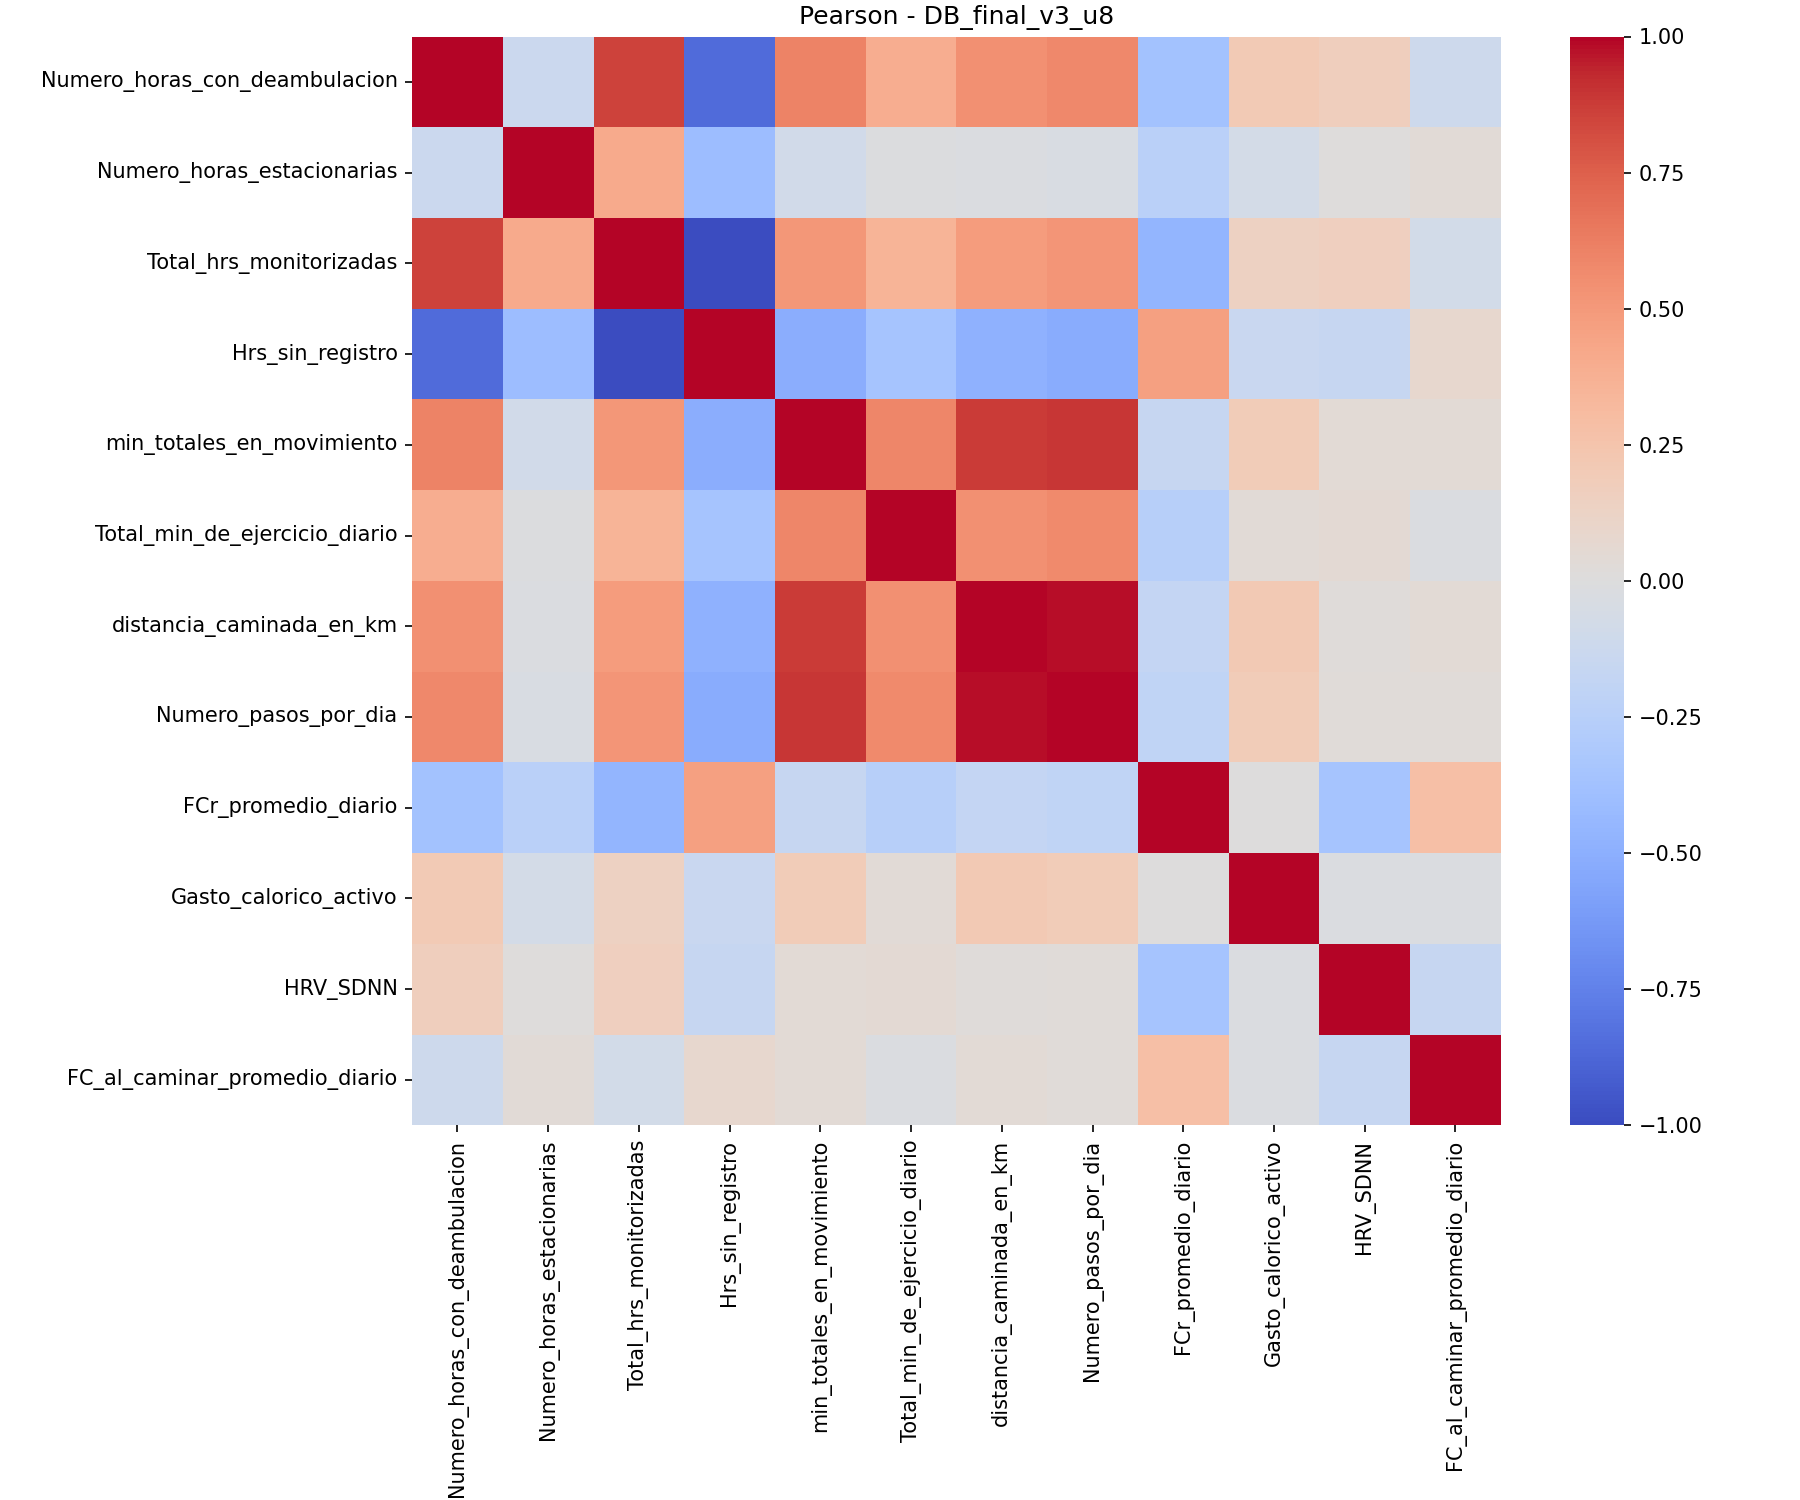 Pearson - DB_final_v3_u8
Numero_horas_con_deambulacion
Numero_horas_estacionarias
Total_hrs_monitorizadas
Hrs_sin_registro
min_totales_en_movimiento
Total_min_de_ejercicio_diario
distancia_caminada_en_km
Numero_pasos_por_dia
FCr_promedio_diario
Gasto_calorico_activo
HRV_SDNN
FC_al_caminar_promedio_diario
Numero_horas_con_deambulacion
Numero_horas_estacionarias
Total_hrs_monitorizadas
Hrs_sin_registro
min_totales_en_movimiento
Total_min_de_ejercicio_diario
distancia_caminada_en_km
Numero_pasos_por_dia
FCr_promedio_diario
Gasto_calorico_activo
HRV_SDNN
FC_al_caminar_promedio_diario
1.00
0.75
0.50
0.25
0.00
−0.25
−0.50
−0.75
−1.00